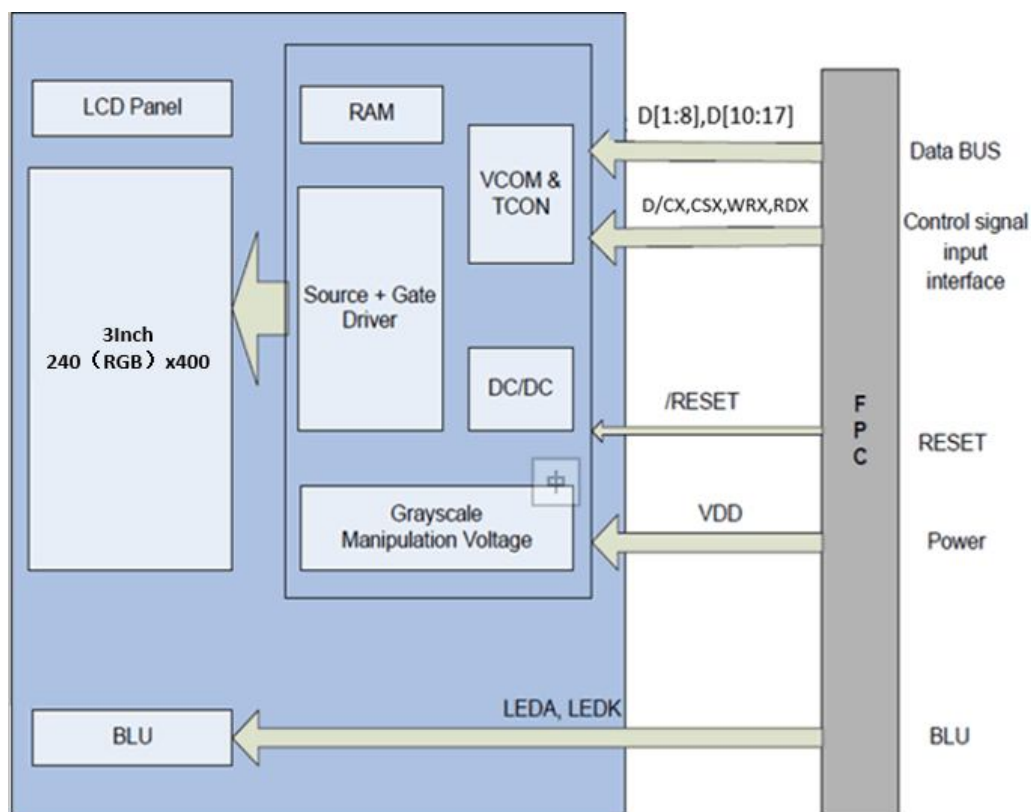 LCD Panel
RAM
VCOM &
TCON
D[1:8],D[10:17]
Data BUS
D/CX,CSX,WRX,RDX
Control signal
input
interface
3Inch
240（RGB）x400
Source + Gate
Driver
DC/DC
/RESET
RESET
F
P
C
中
Grayscale
Manipulation Voltage
VDD
Power
LEDA, LEDK
BLU
BLU